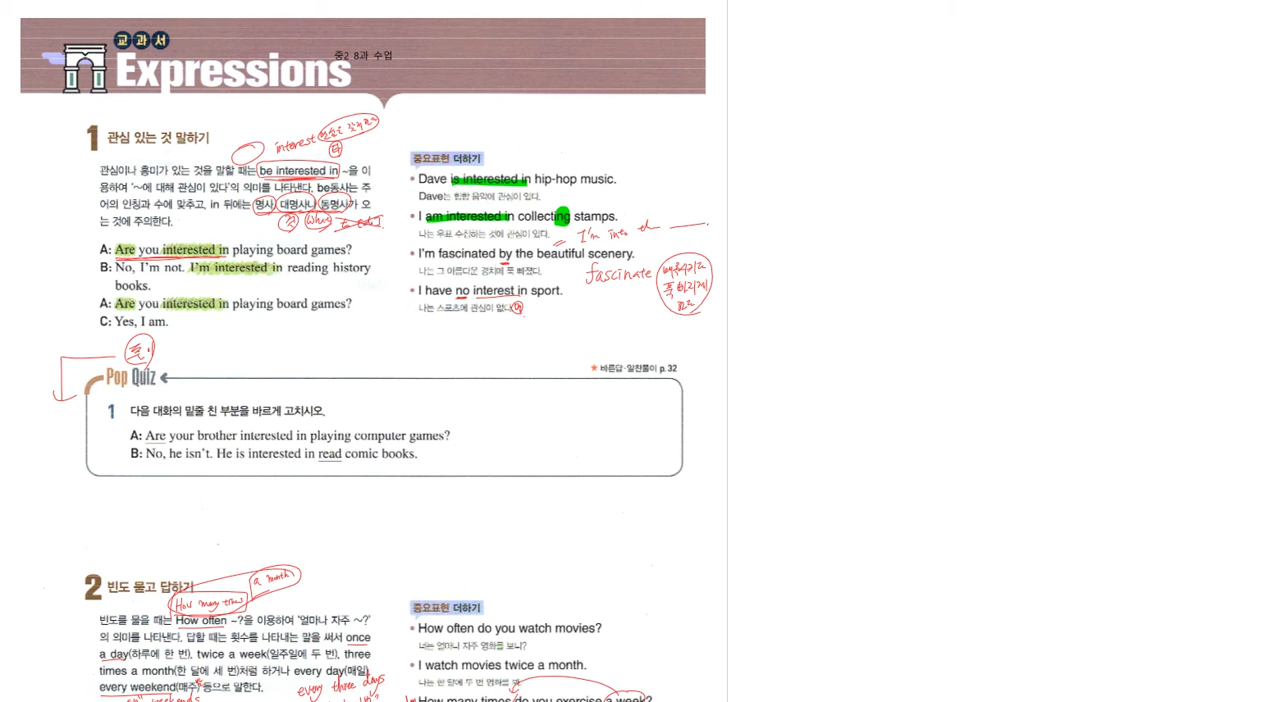 교과서
중2 8과 수업
Expressions
1 관심 있는 것 말하기
interest
관심이나 흥미가 있는 것을 말할 때는 be interested in ~을 이
용하여 '~에 대해 관심이 있다'의 의미를 나타낸다. be동사는 주
어의 인칭과 수에 맞추고, in 뒤에는 명사, 대명사나 동명사가 오
는 것에 주의한다.
것
what
A: Are you interested in playing board games?
B: No, I'm not. I'm interested in reading history
books.
A: Are you interested in playing board games?
C: Yes, I am.
중요표현 더하기
• Dave is interested in hip-hop music.
Dave는 힙합 음악에 관심이 있다.
• I am interested in collecting stamps.
나는 우표 수집하는 것에 관심이 있다.
= I'm into
• I'm fascinated by the beautiful scenery.
나는 그 아름다운 경치에 푹 빠졌다.
fascinate
• I have no interest in sport.
나는 스포츠에 관심이 없다.
Pop Quiz
★ 바른답·알찬풀이 p.32
1 다음 대화의 밑줄 친 부분을 바르게 고치시오.
A: Are your brother interested in playing computer games?
B: No, he isn't. He is interested in read comic books.
2 빈도 묻고 답하기
a month
How many times
빈도를 물을 때는 How often ~?을 이용하여 '얼마나 자주 ~?'
의 의미를 나타낸다. 답할 때는 횟수를 나타내는 말을 써서 once
a day(하루에 한 번), twice a week(일주일에 두 번), three
times a month(한 달에 세 번)처럼 하거나 every day(매일)
every weekend(매주) 등으로 말한다.
every three days
weekends
중요표현 더하기
• How often do you watch movies?
너는 얼마나 자주 영화를 보니?
• I watch movies twice a month.
나는 한 달에 두 번 영화를 봐.
• How many times do you exercise a week?